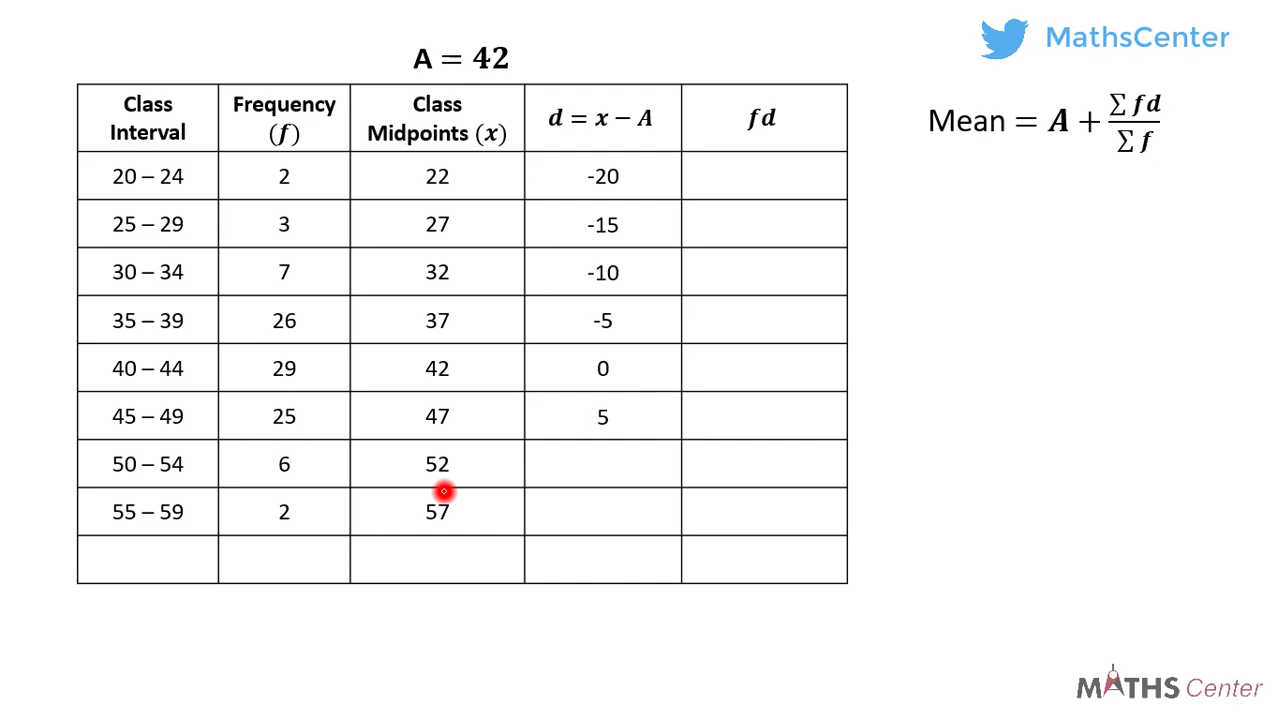 MathsCenter
A = 42
Class Interval | Frequency (f) | Class Midpoints (x) | d = x − A | fd
20 – 24 | 2 | 22 | -20
25 – 29 | 3 | 27 | -15
30 – 34 | 7 | 32 | -10
35 – 39 | 26 | 37 | -5
40 – 44 | 29 | 42 | 0
45 – 49 | 25 | 47 | 5
50 – 54 | 6 | 52
55 – 59 | 2 | 57
Mean = A + ∑ fd / ∑ f
MATHS Center